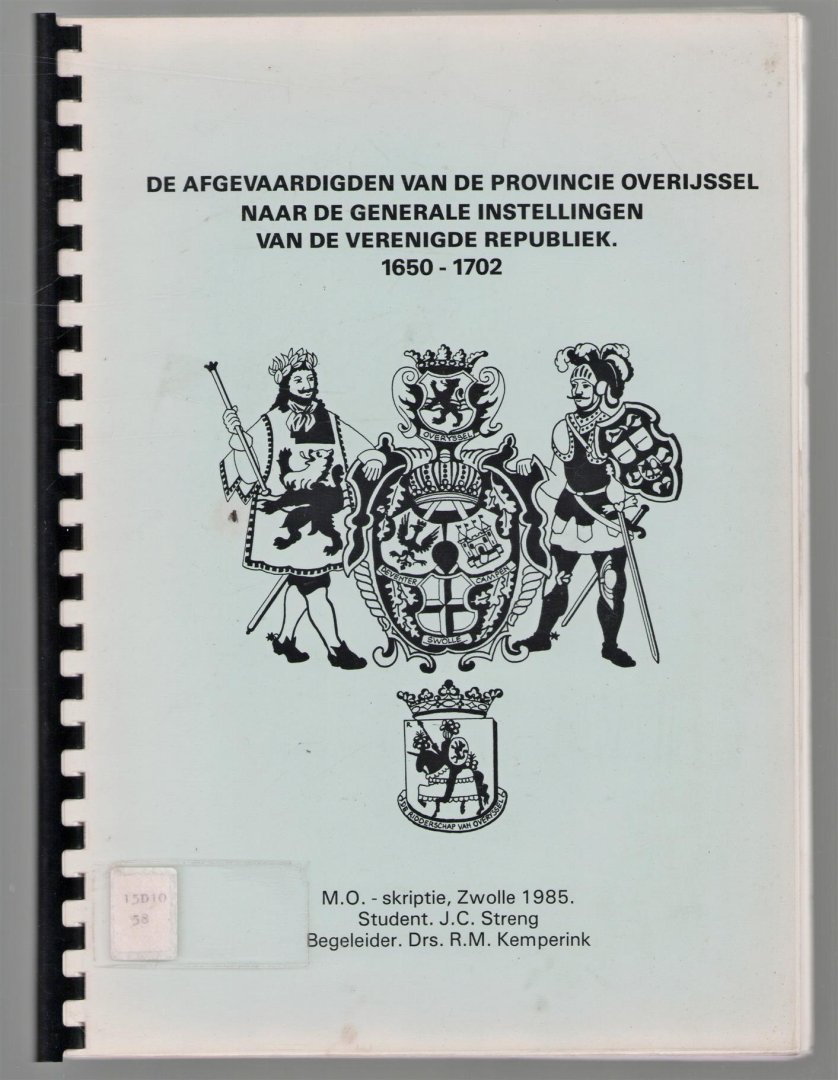 DE AFGEVAARDIGDEN VAN DE PROVINCIE OVERIJSSEL
NAAR DE GENERALE INSTELLINGEN
VAN DE VERENIGDE REPUBLIEK.
1650 - 1702
OVERYSSEL
DEVENTER
CAMPEN
SWOLLE
R
DE RIDDERSCHAP VAN OVERYSSEL
15D10
58
M.O. - skriptie, Zwolle 1985.
Student. J.C. Streng
Begeleider. Drs. R.M. Kemperink